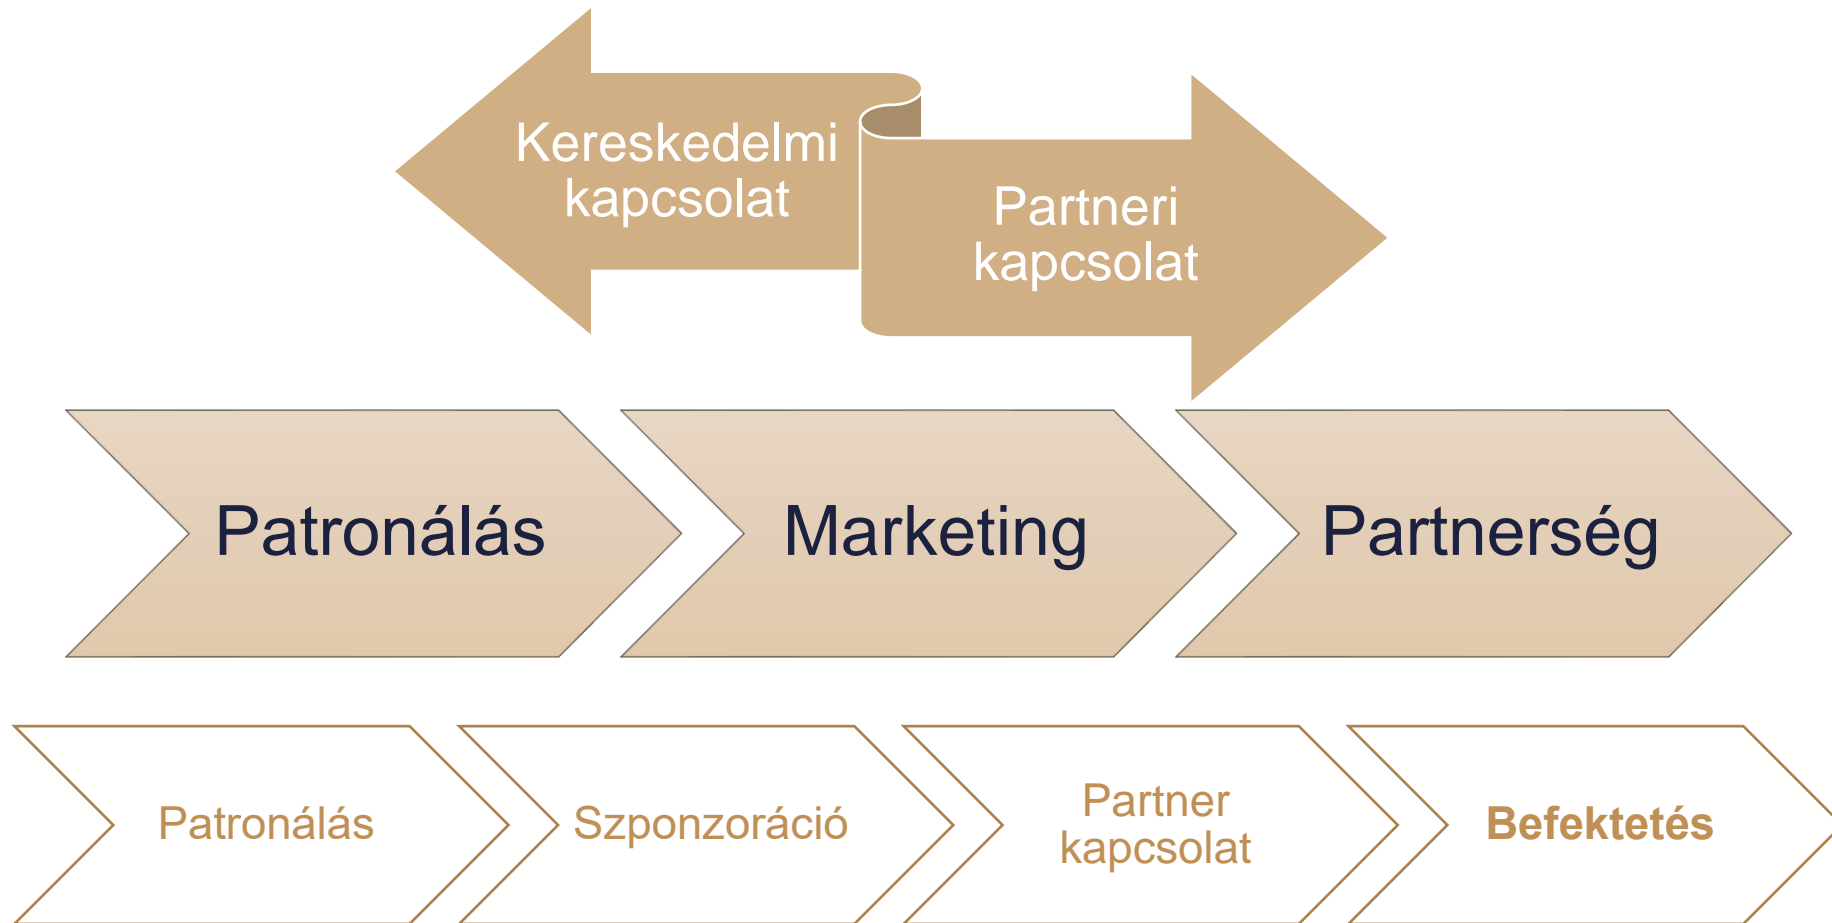 Kereskedelmi
kapcsolat
Partneri
kapcsolat
Patronálás
Marketing
Partnerség
Patronálás
Szponzoráció
Partner
kapcsolat
Befektetés